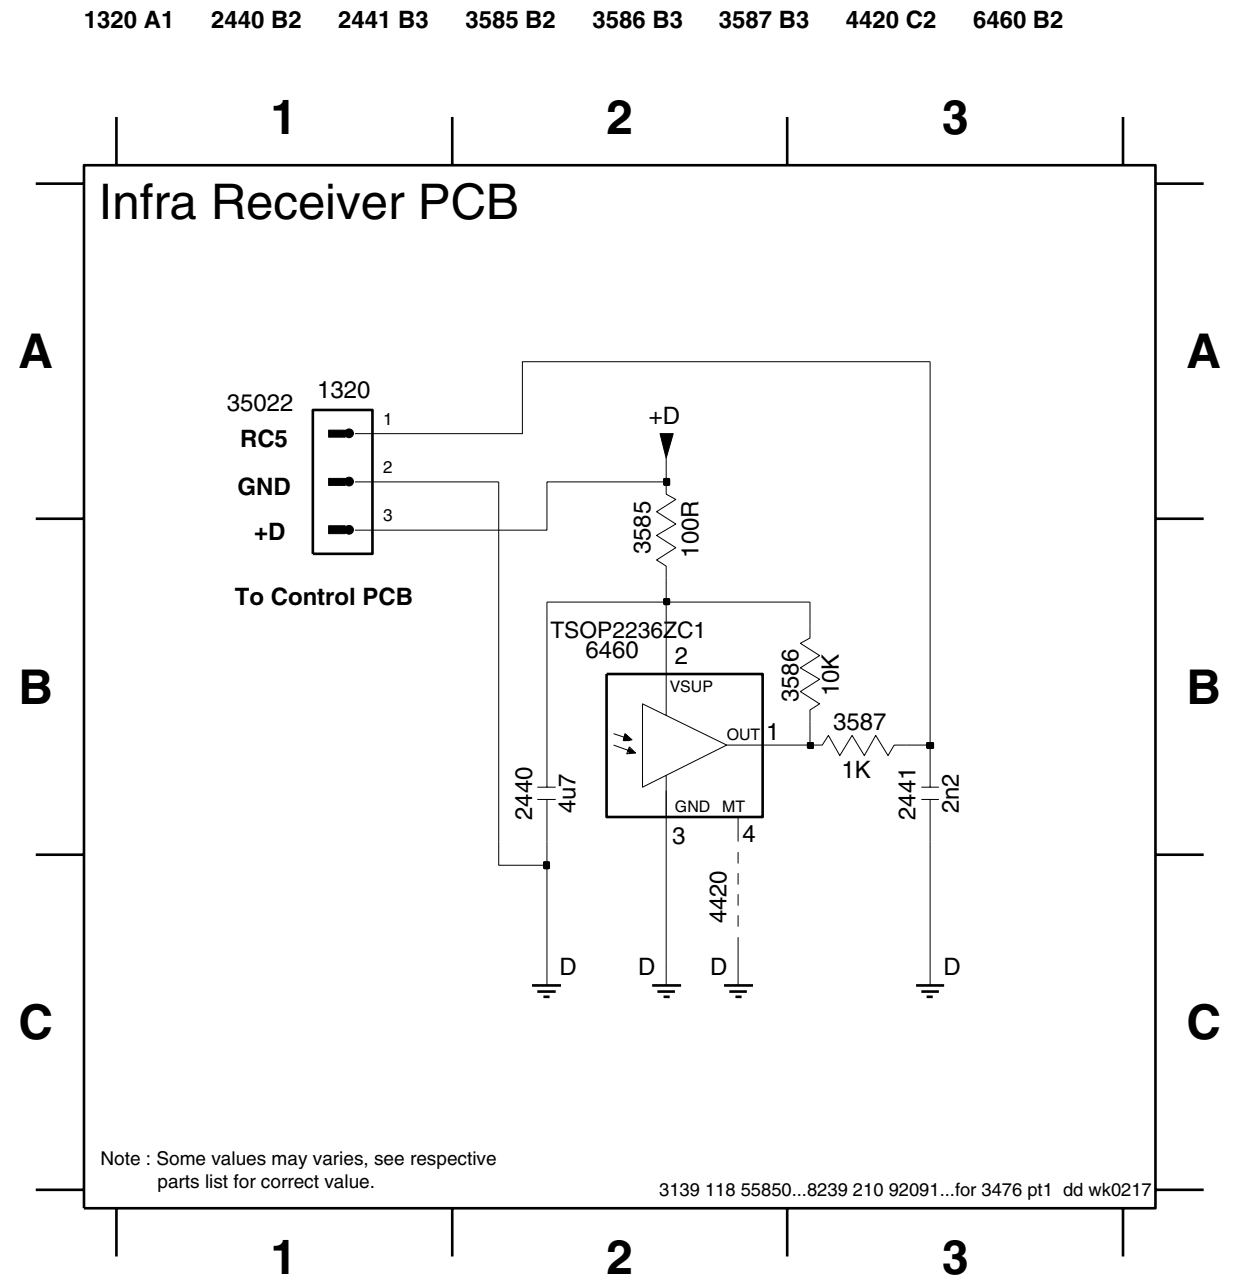 1320 A1 2440 B2 2441 B3 3585 B2 3586 B3 3587 B3 4420 C2 6460 B2
1 2 3
Infra Receiver PCB
A A
1320
35022
+D
1
RC5
2
GND
3
+D
3585
100R
To Control PCB
TSOP2236ZC1
6460
2
3586
10K
B B
VSUP
3587
OUT 1
1K
2440
4u7
2441
2n2
GND MT
3 4
4420
D D D D
C C
Note : Some values may varies, see respective
parts list for correct value.
3139 118 55850...8239 210 92091...for 3476 pt1 dd wk0217
1 2 3